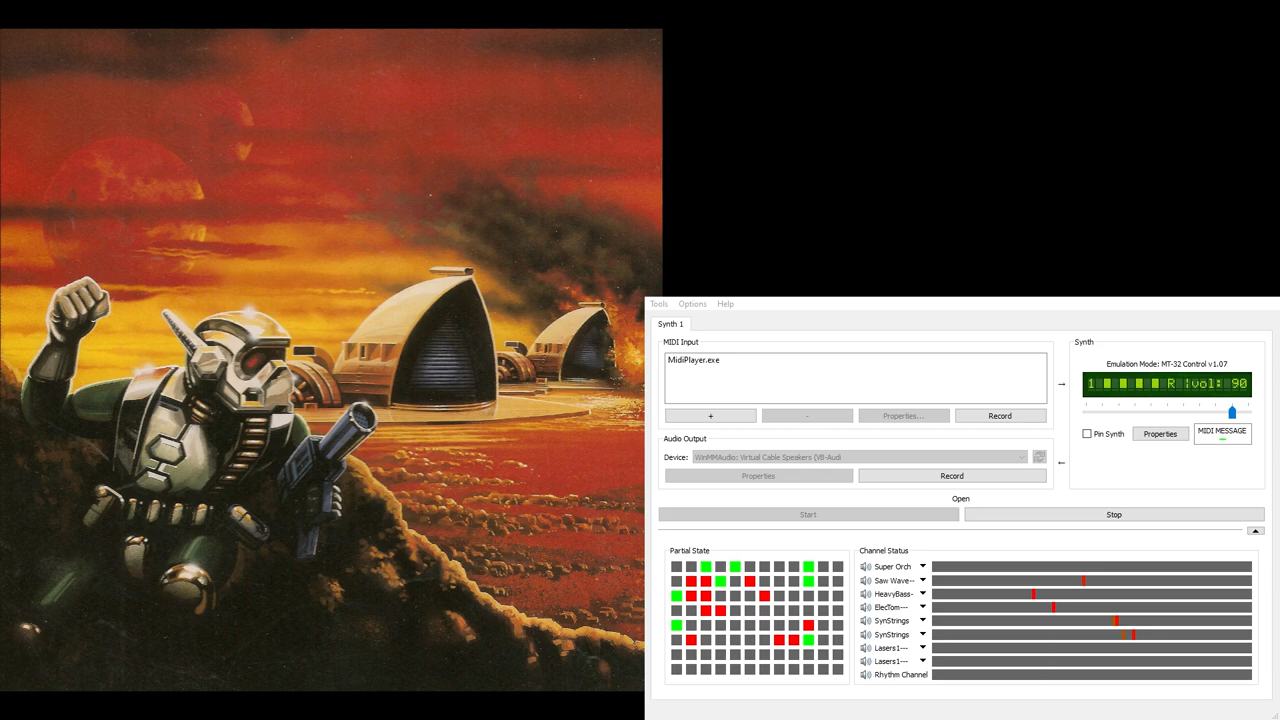 Tools Options Help
Synth 1
MIDI Input
MidiPlayer.exe
+ - Properties... Record
Audio Output
Device: WinMMAudio: Virtual Cable Speakers (VB-Audi
Properties Record
Synth
Emulation Mode: MT-32 Control v1.07
1 R |vol: 90
Pin Synth Properties MIDI MESSAGE
Open
Start Stop
Partial State
Channel Status
Super Orch
Saw Wave--
HeavyBass-
ElecTom---
SynStrings
SynStrings
Lasers1---
Lasers1---
Rhythm Channel